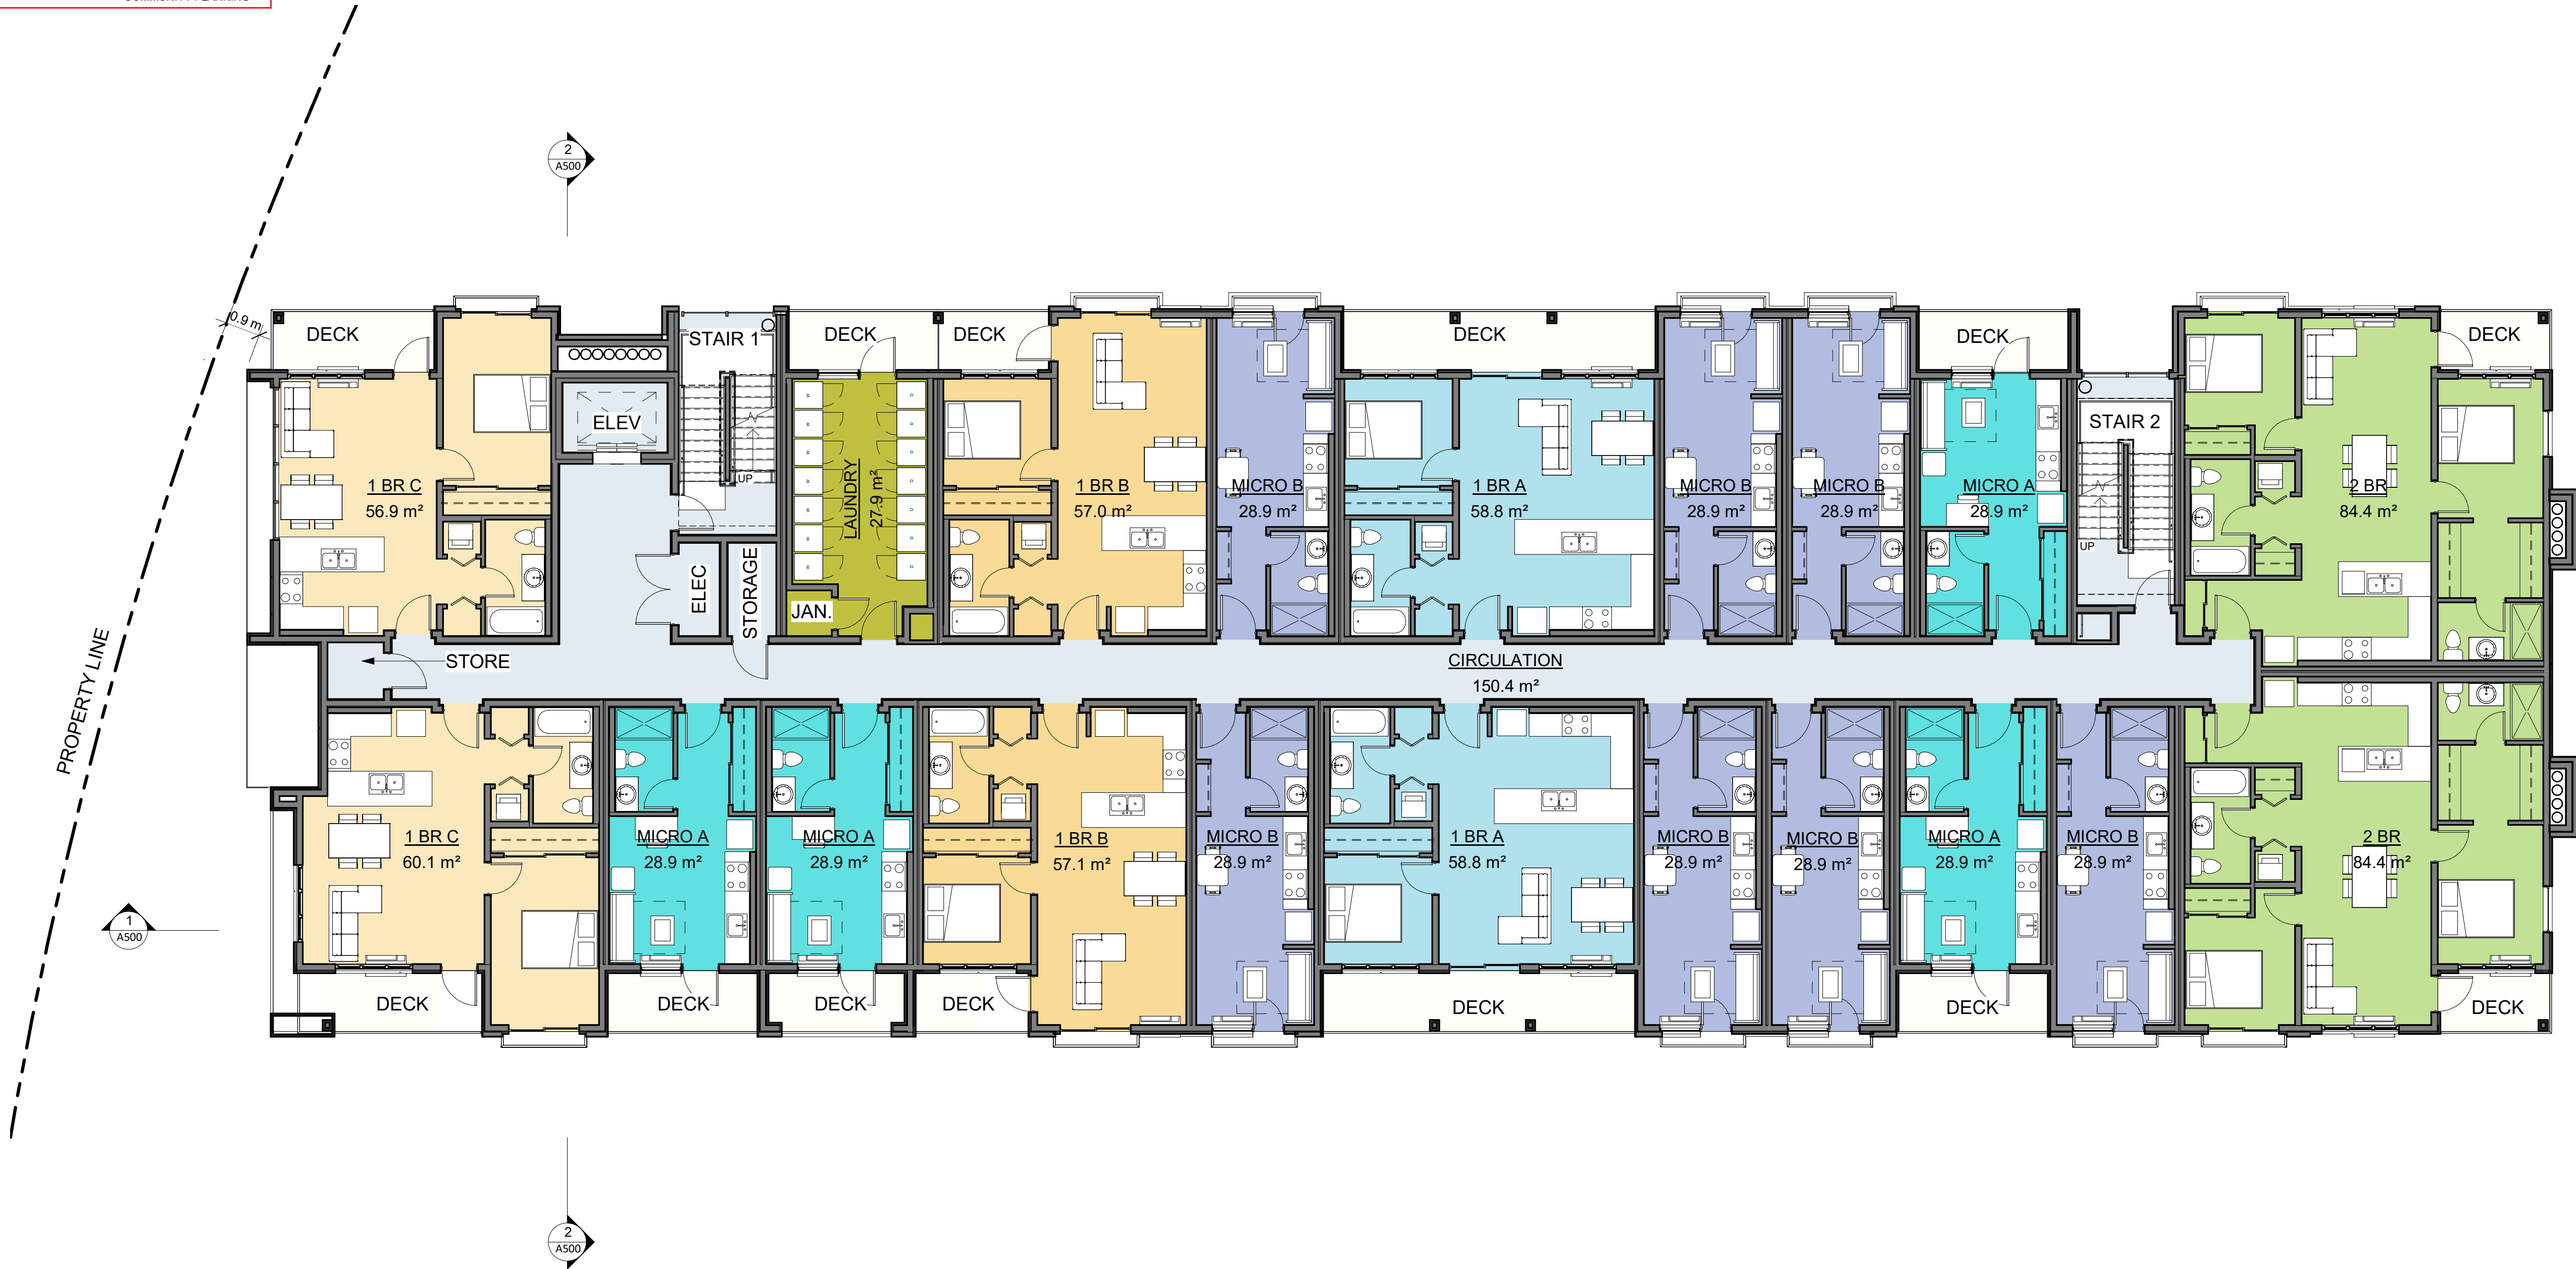 COMMUNITY PLANNING
2
A500
0.9 m
DECK
STAIR 1
DECK
DECK
DECK
DECK
DECK
ELEV
STAIR 2
UP
LAUNDRY
27.9 m²
1 BR C
56.9 m²
1 BR B
57.0 m²
MICRO B
28.9 m²
1 BR A
58.8 m²
MICRO B
28.9 m²
MICRO B
28.9 m²
MICRO A
28.9 m²
2 BR
84.4 m²
UP
ELEC
STORAGE
JAN.
STORE
CIRCULATION
150.4 m²
PROPERTY LINE
1 BR C
60.1 m²
MICRO A
28.9 m²
MICRO A
28.9 m²
1 BR B
57.1 m²
MICRO B
28.9 m²
1 BR A
58.8 m²
MICRO B
28.9 m²
MICRO B
28.9 m²
MICRO A
28.9 m²
MICRO B
28.9 m²
2 BR
84.4 m²
1
A500
DECK
DECK
DECK
DECK
DECK
DECK
DECK
2
A500